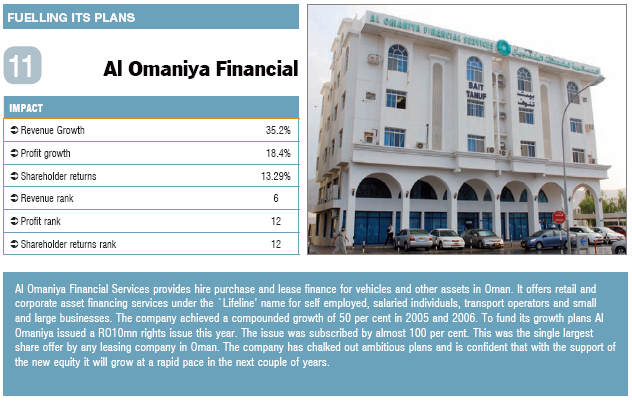 FUELLING ITS PLANS
11
Al Omaniya Financial
IMPACT
➲ Revenue Growth 35.2%
➲ Profit growth 18.4%
➲ Shareholder returns 13.29%
➲ Revenue rank 6
➲ Profit rank 12
➲ Shareholder returns rank 12
AL OMANIYA FINANCIAL SERVICES
BAIT
TANUF
بيت
تنوف
Al Omaniya Financial Services provides hire purchase and lease finance for vehicles and other assets in Oman. It offers retail and
corporate asset financing services under the `Lifeline' name for self employed, salaried individuals, transport operators and small
and large businesses. The company achieved a compounded growth of 50 per cent in 2005 and 2006. To fund its growth plans Al
Omaniya issued a RO10mn rights issue this year. The issue was subscribed by almost 100 per cent. This was the single largest
share offer by any leasing company in Oman. The company has chalked out ambitious plans and is confident that with the support of
the new equity it will grow at a rapid pace in the next couple of years.